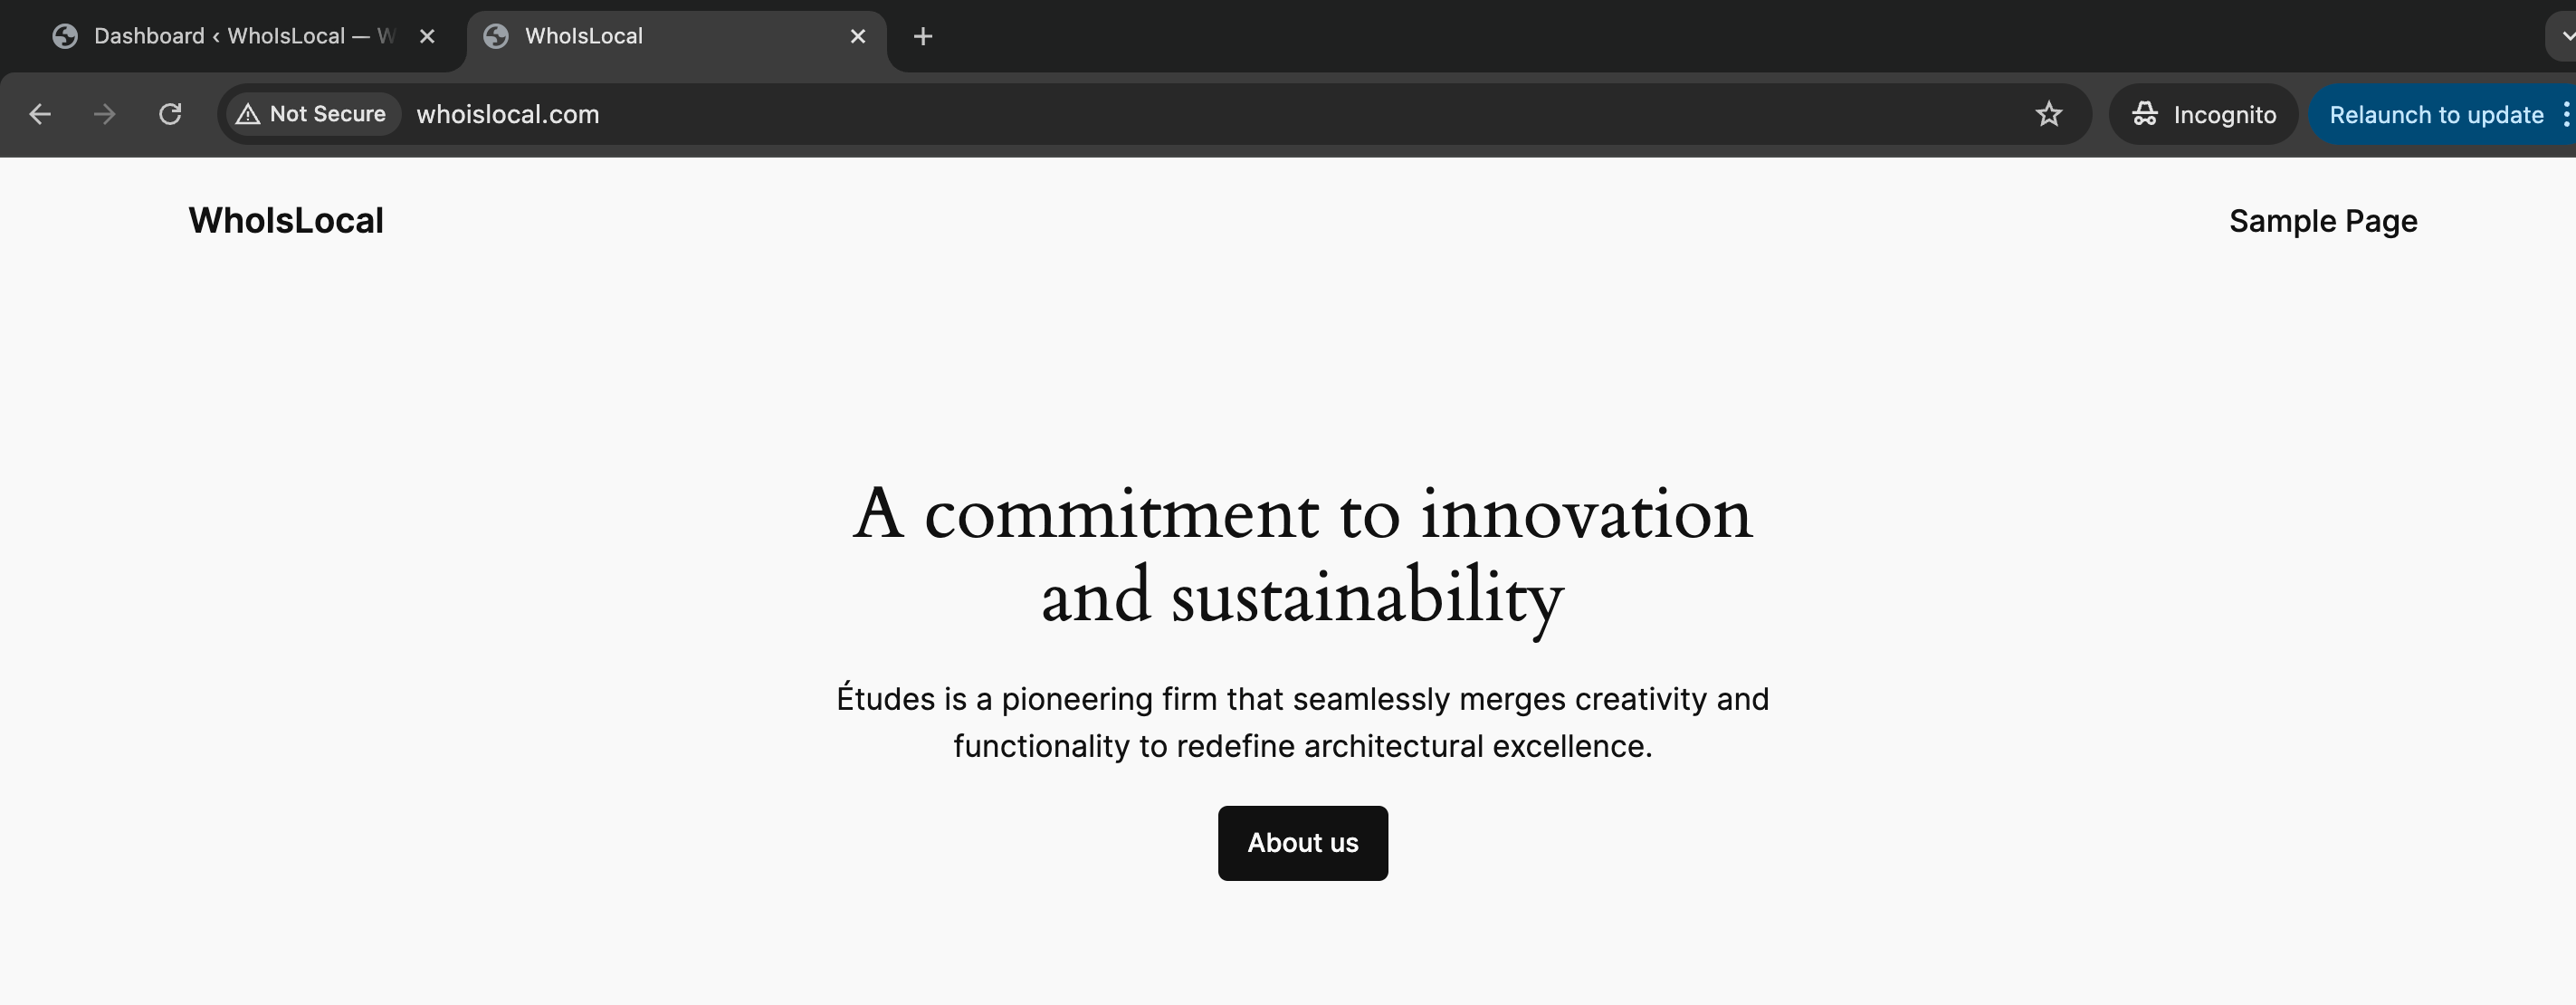 Dashboard ‹ WhoIsLocal — W
WhoIsLocal
Not Secure
whoislocal.com
Incognito
Relaunch to update
WhoIsLocal
Sample Page
A commitment to innovation
and sustainability
Études is a pioneering firm that seamlessly merges creativity and
functionality to redefine architectural excellence.
About us